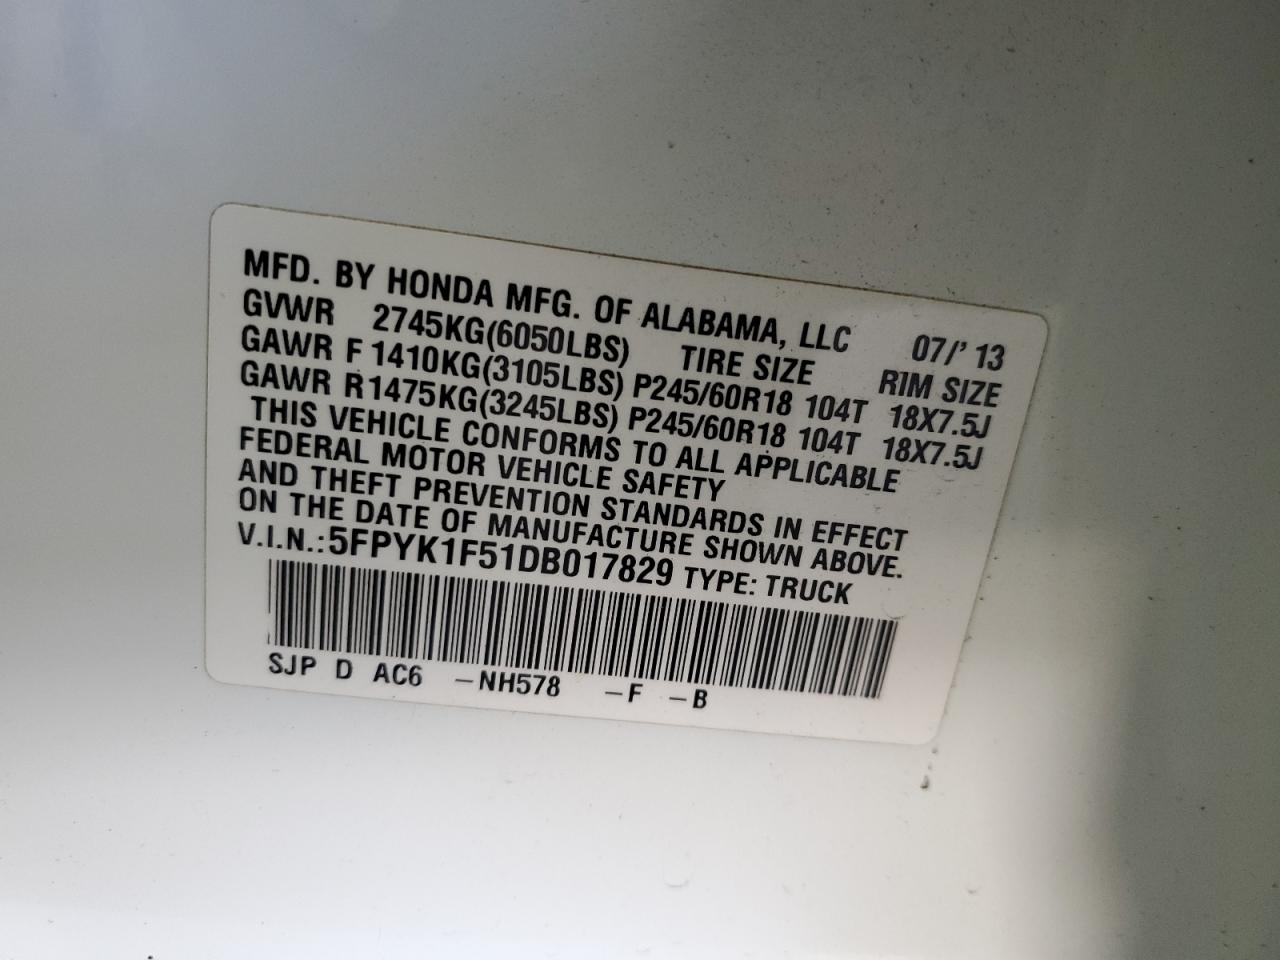 MFD. BY HONDA MFG. OF ALABAMA, LLC 07/' 13
GVWR 2745KG(6050LBS) TIRE SIZE RIM SIZE
GAWR F 1410KG(3105LBS) P245/60R18 104T 18X7.5J
GAWR R1475KG(3245LBS) P245/60R18 104T 18X7.5J
THIS VEHICLE CONFORMS TO ALL APPLICABLE
FEDERAL MOTOR VEHICLE SAFETY
AND THEFT PREVENTION STANDARDS IN EFFECT
ON THE DATE OF MANUFACTURE SHOWN ABOVE.
V.I.N.:5FPYK1F51DB017829 TYPE: TRUCK
SJP D AC6 –NH578 –F –B